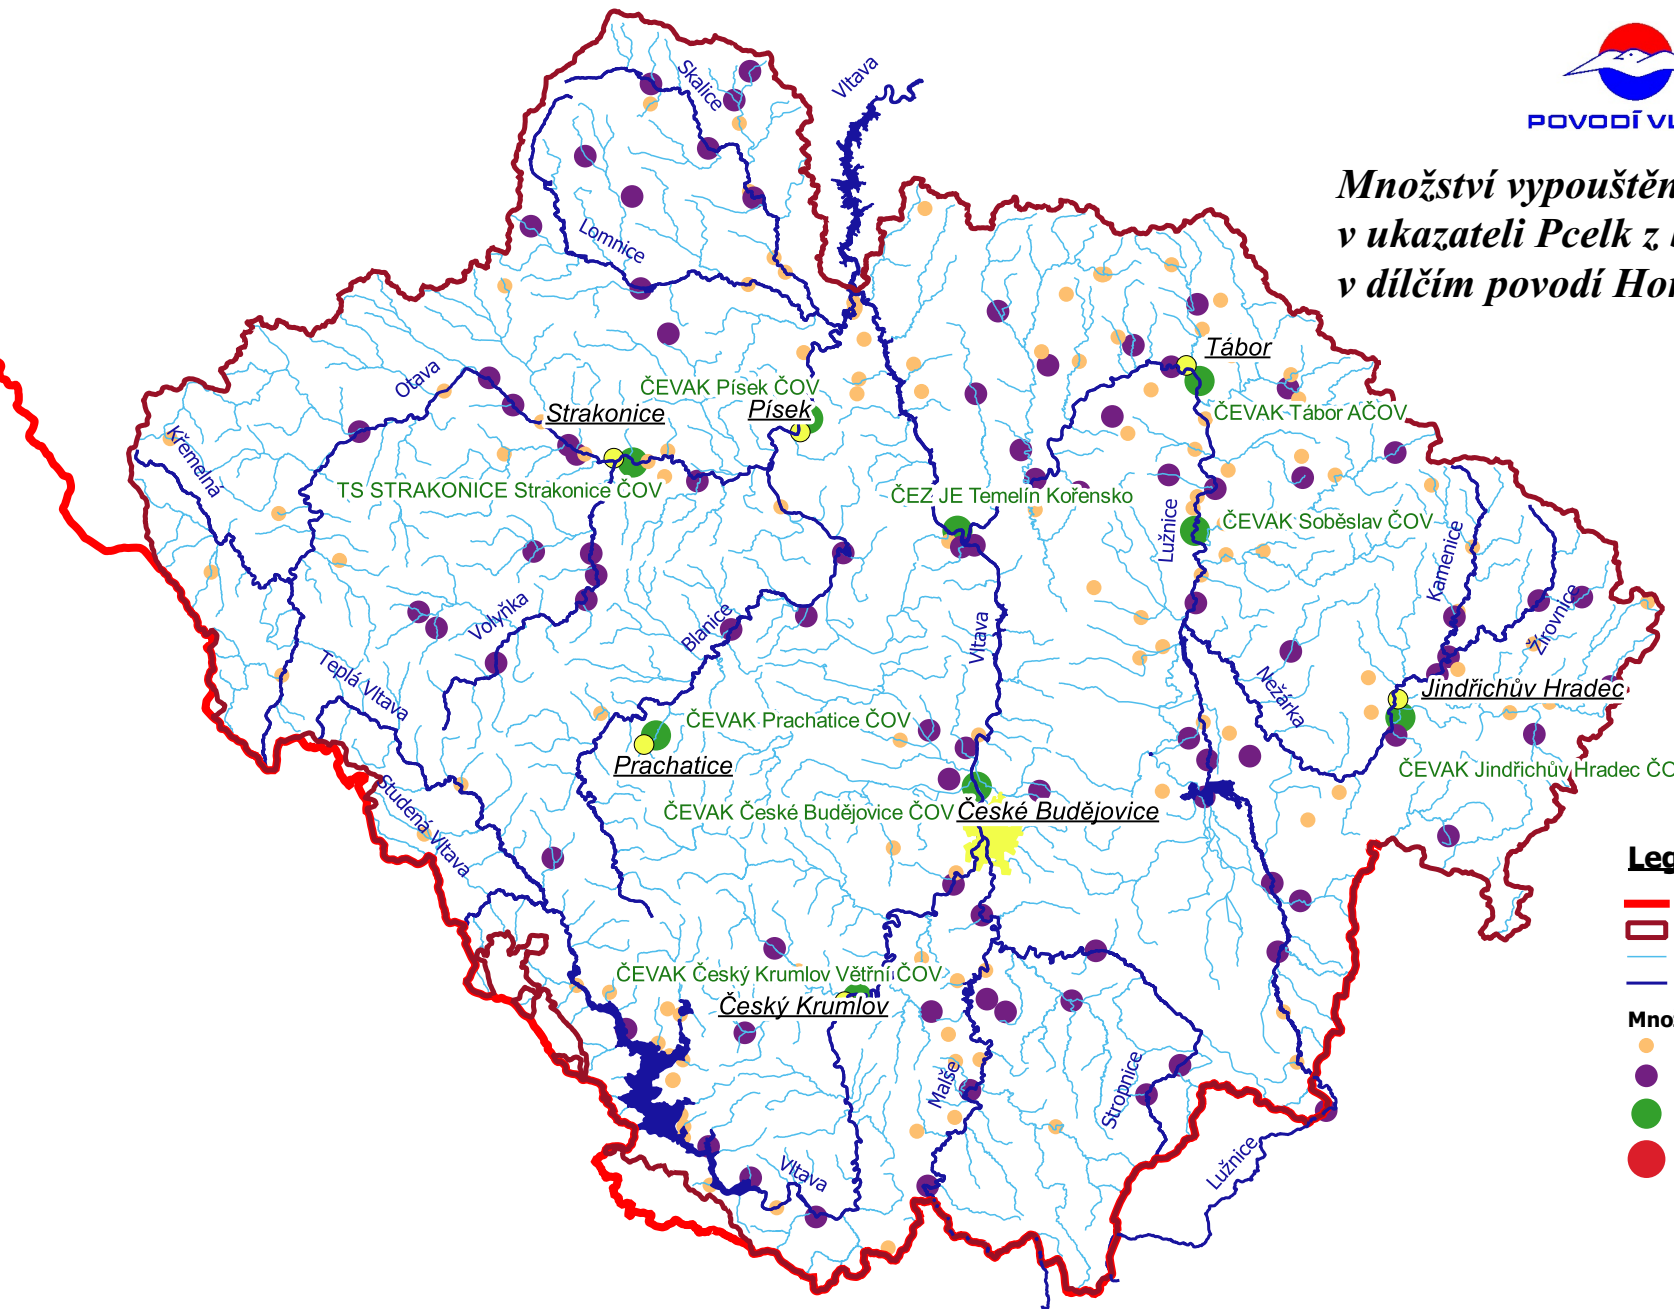 POVODÍ VL
Množství vypouštěn
v ukazateli Pcelk z
v dílčím povodí Hor
Skalice
Vltava
Lomnice
Otava
Křemelná
Tábor
ČEVAK Písek ČOV
Písek
Strakonice
ČEVAK Tábor AČOV
TS STRAKONICE Strakonice ČOV
ČEZ JE Temelín Kořensko
Lužnice
ČEVAK Soběslav ČOV
Kamenice
Žirovnice
Volyňka
Blanice
Vltava
Teplá Vltava
Nežárka
Jindřichův Hradec
ČEVAK Prachatice ČOV
Prachatice
ČEVAK Jindřichův Hradec ČO
Studená Vltava
ČEVAK České Budějovice ČOV
České Budějovice
Leg
ČEVAK Český Krumlov Větřní ČOV
Český Krumlov
Mno
Malše
Stropnice
Vltava
Lužnice